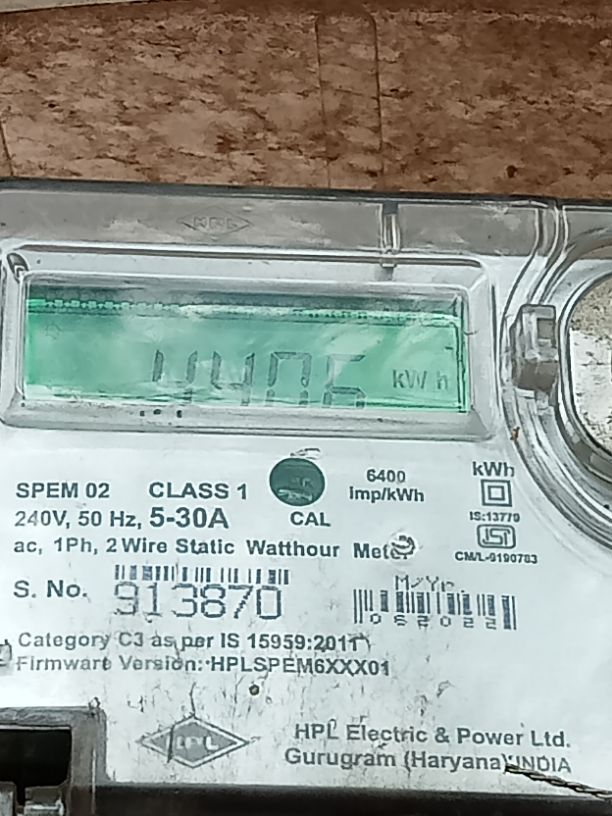 HPL
4406 kWh
SPEM 02 CLASS 1
6400
Imp/kWh
kWh
240V, 50 Hz, 5-30A
CAL
IS:13779
ac, 1Ph, 2 Wire Static Watthour Meter
CM/L-9190783
S. No. 913870
M/Yr.
062022
Category C3 as per IS 15959:2011
Firmware Version: HPLSPEM6XXX01
HPL
HPL Electric & Power Ltd.
Gurugram (Haryana) INDIA